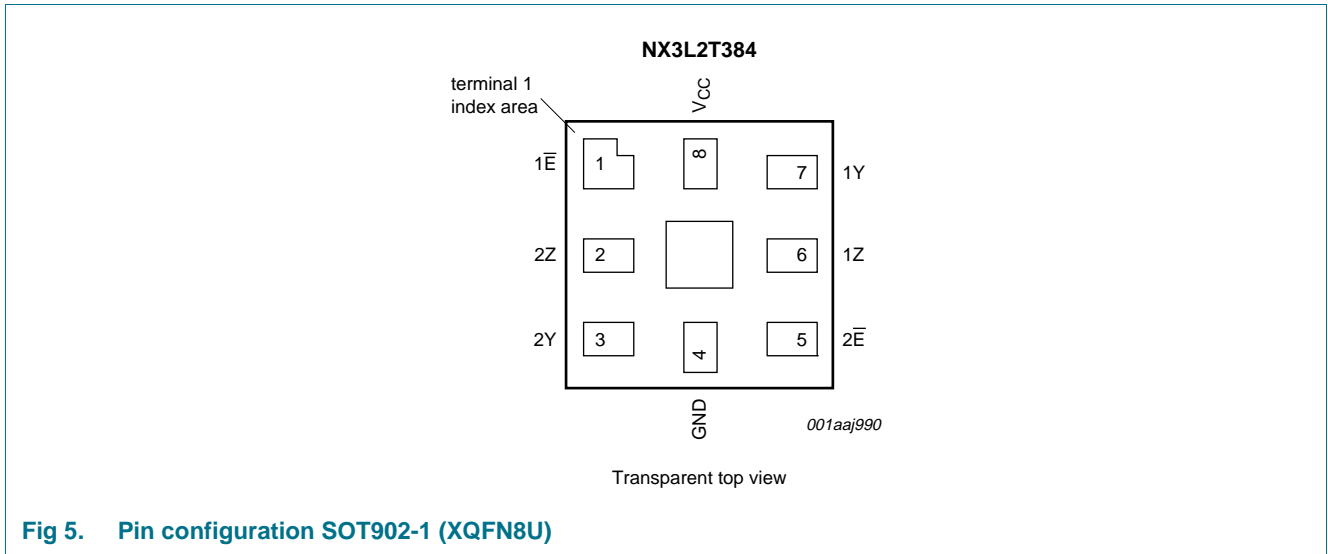 NX3L2T384
terminal 1
index area
VCC
1E̅ 1 8 7 1Y
2Z 2 6 1Z
2Y 3 4 5 2E̅
GND
001aaj990
Transparent top view
Fig 5. Pin configuration SOT902-1 (XQFN8U)